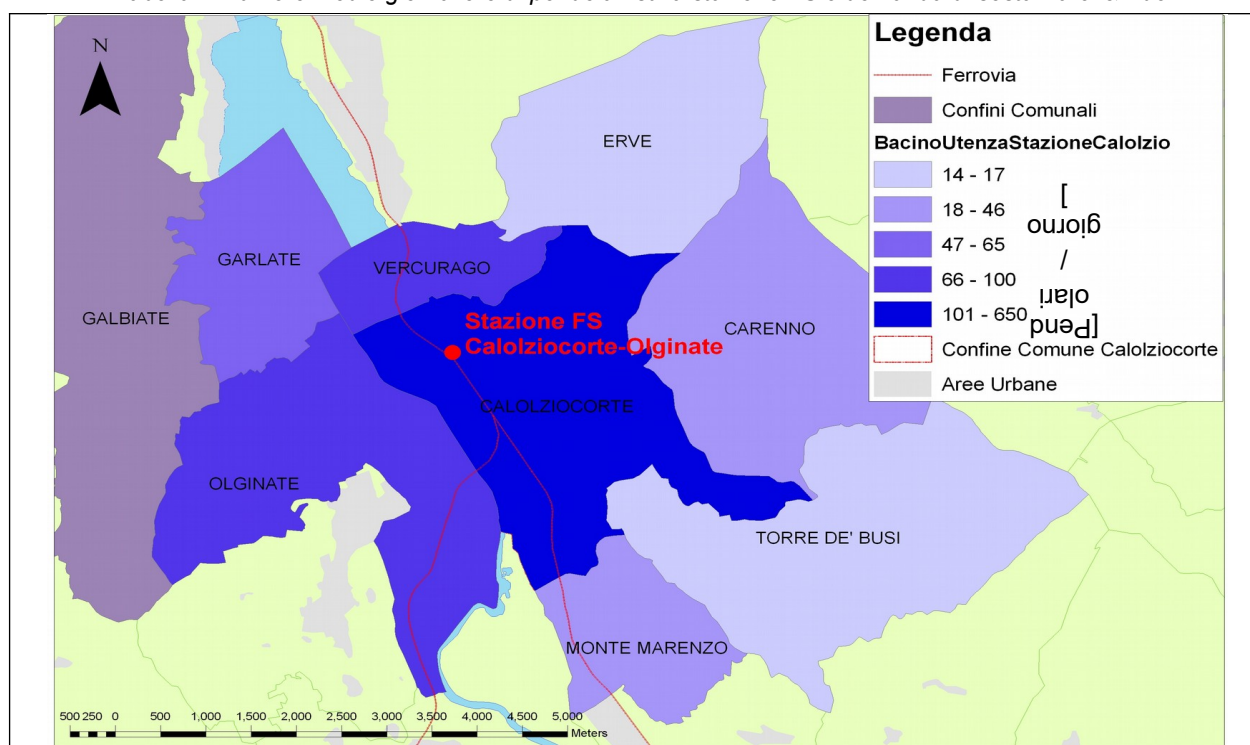 N
ERVE
GARLATE
VERCURAGO
GALBIATE
CARENNO
Stazione FS
Calolziocorte-Olginate
CALOLZIOCORTE
OLGINATE
TORRE DE' BUSI
MONTE MARENZO
500 250 0 500 1,000 1,500 2,000 2,500 3,000 3,500 4,000 4,500 5,000
Meters
Legenda
Ferrovia
Confini Comunali
BacinoUtenzaStazioneCalolzio
14 - 17
18 - 46
47 - 65
66 - 100
101 - 650
[Pend
olari
/
giorno
]
Confine Comune Calolziocorte
Aree Urbane